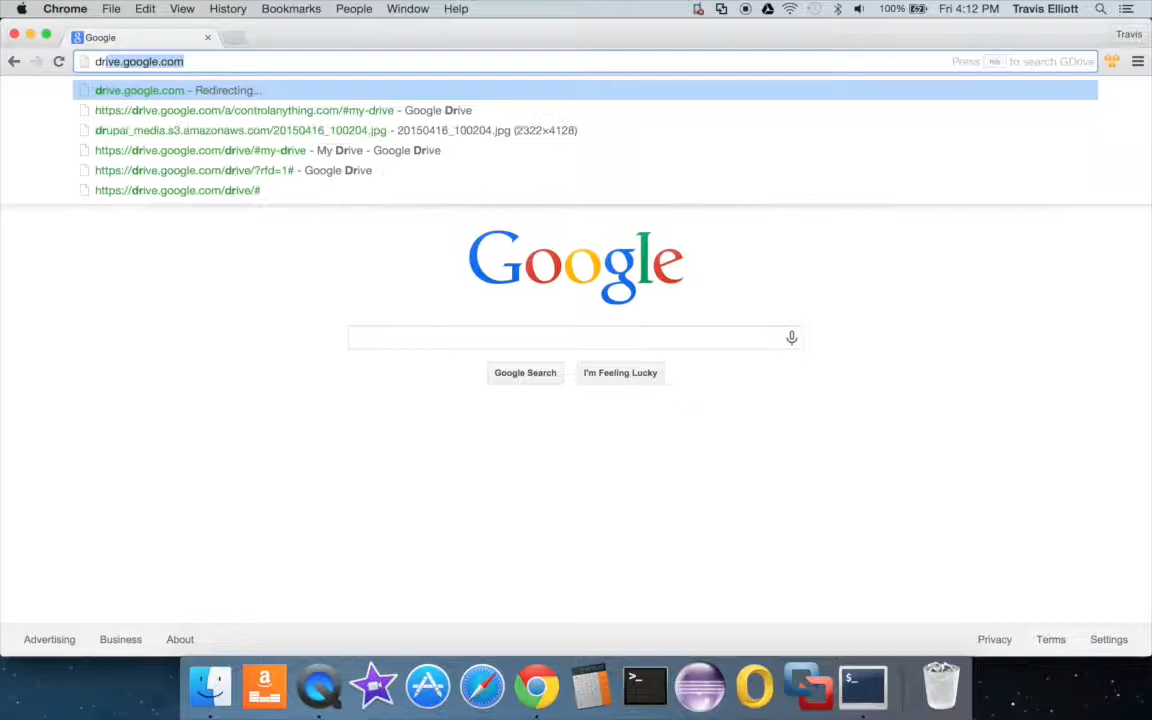 Chrome File Edit View History Bookmarks People Window Help 100% Fri 4:12 PM Travis Elliott
Google Travis
drive.google.com Press tab to search GDrive
drive.google.com - Redirecting...
https://drive.google.com/a/controlanything.com/#my-drive - Google Drive
drupal_media.s3.amazonaws.com/20150416_100204.jpg - 20150416_100204.jpg (2322×4128)
https://drive.google.com/drive/#my-drive - My Drive - Google Drive
https://drive.google.com/drive/?rfd=1# - Google Drive
https://drive.google.com/drive/#
Google
Google Search I'm Feeling Lucky
Advertising Business About Privacy Terms Settings